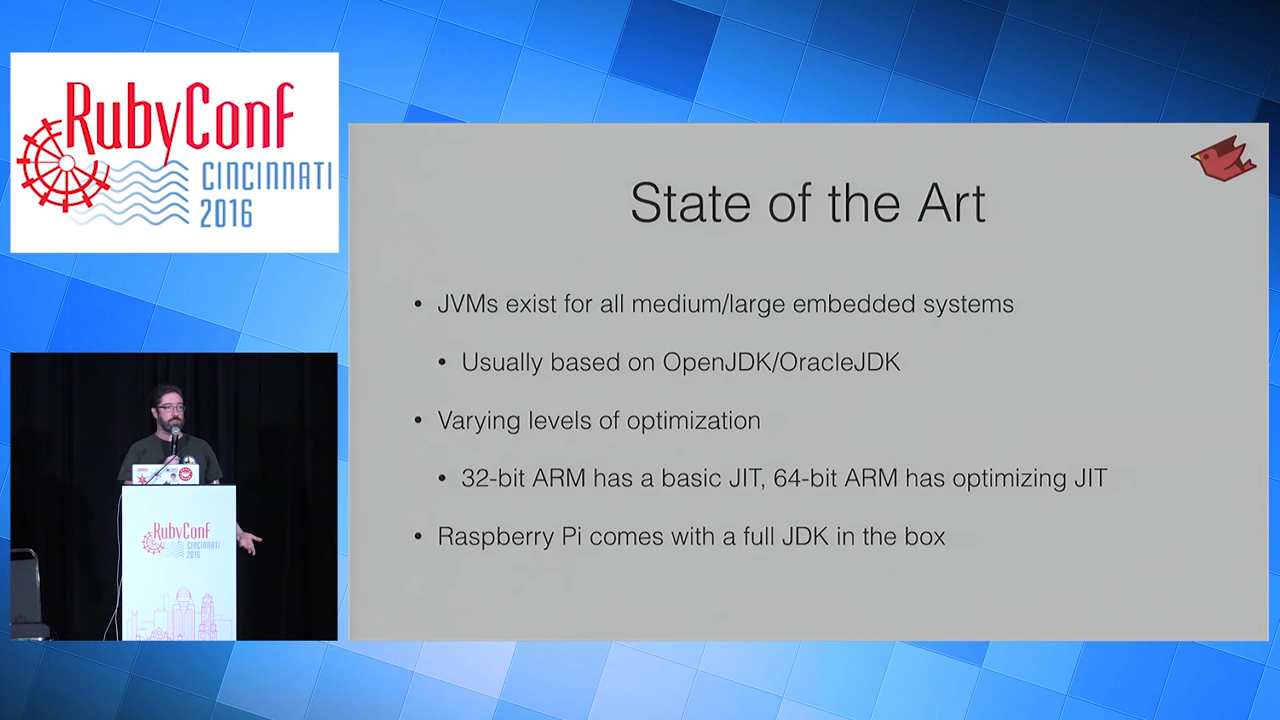 RubyConf
CINCINNATI
2016
State of the Art
• JVMs exist for all medium/large embedded systems
• Usually based on OpenJDK/OracleJDK
• Varying levels of optimization
• 32-bit ARM has a basic JIT, 64-bit ARM has optimizing JIT
• Raspberry Pi comes with a full JDK in the box
RubyConf
CINCINNATI
2016